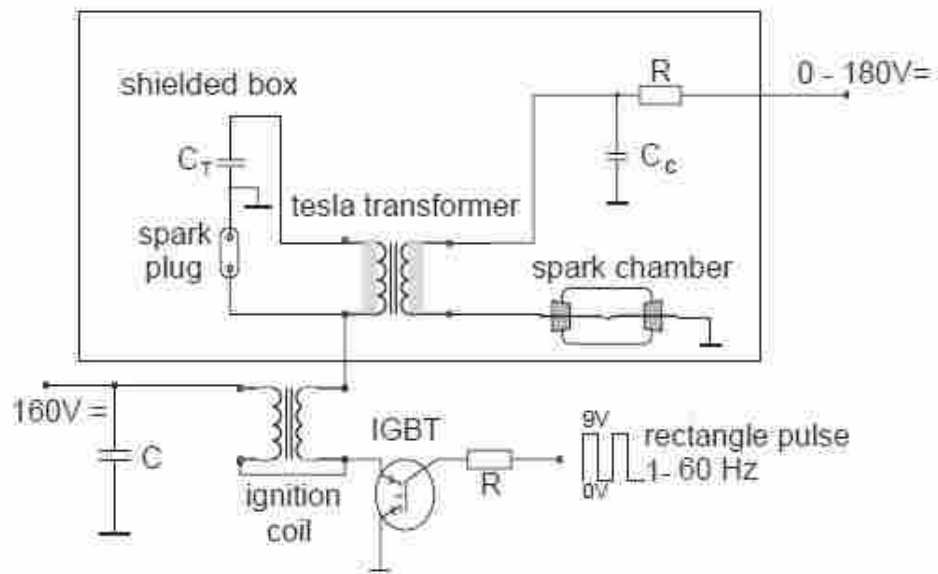 shielded box
R
0 - 180V=
C_T
C_c
tesla transformer
spark
plug
spark chamber
160V =
C
IGBT
9V
0V
rectangle pulse
1- 60 Hz
R
ignition
coil